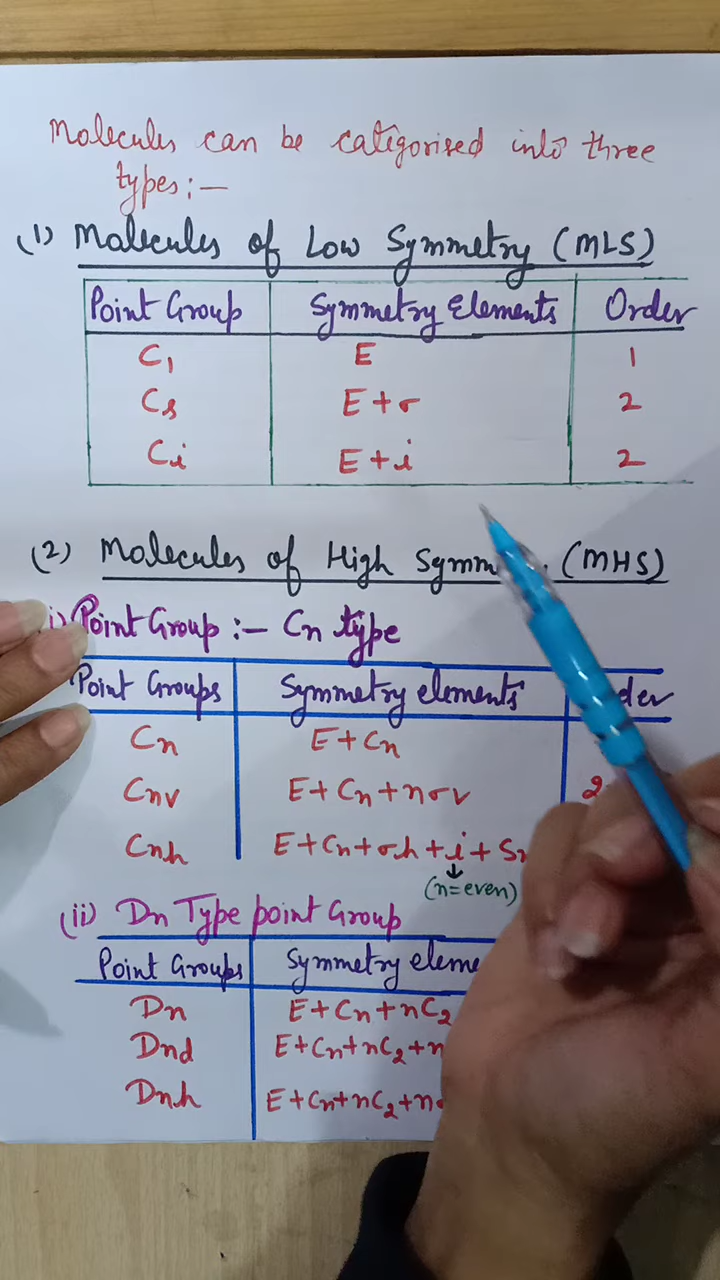 Molecules can be categorised into three
types:—
(1) Molecules of Low Symmetry (MLS)
Point Group Symmetry Elements Order
C1 E 1
Cs E+σ 2
Ci E+i 2
(2) Molecules of High (MHS)
i) Point Group:— Cn type
Point Groups Symmetry elements
Cn E+Cn
Cnv E+Cn+nσv
Cnh E+Cn+σh+i+Sn
(n=even)
(ii) Dn Type point Group
Point Groups Symmetry
Dn E+Cn+nC2
Dnd E+Cn+nC2+n
Dnh E+Cn+nC2+nσ